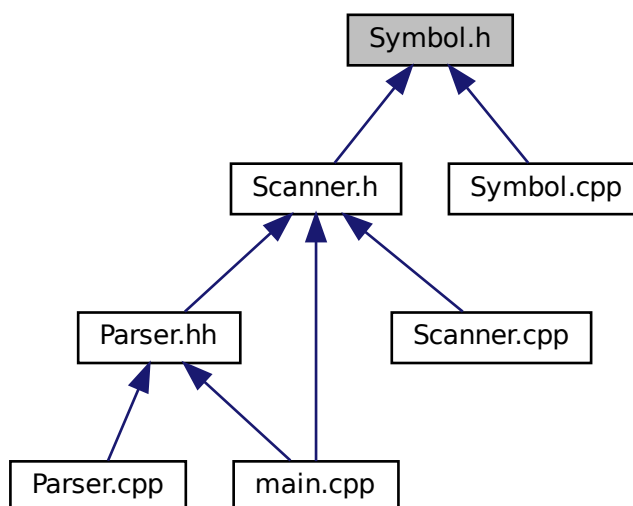 Symbol.h
Scanner.h
Symbol.cpp
Parser.hh
Scanner.cpp
Parser.cpp
main.cpp